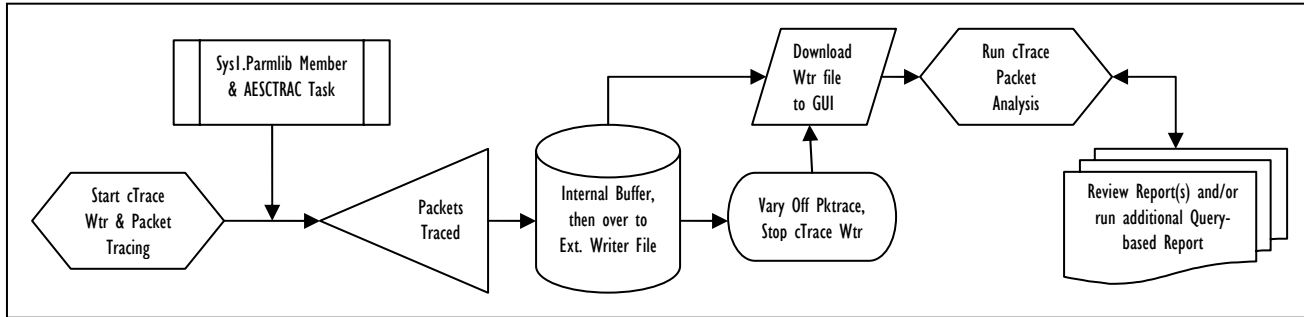 Sys1.Parmlib Member
& AESCTRAC Task
Start cTrace
Wtr & Packet
Tracing
Packets
Traced
Internal Buffer,
then over to
Ext. Writer File
Download
Wtr file
to GUI
Vary Off Pktrace,
Stop cTrace Wtr
Run cTrace
Packet
Analysis
Review Report(s) and/or
run additional Query-
based Report